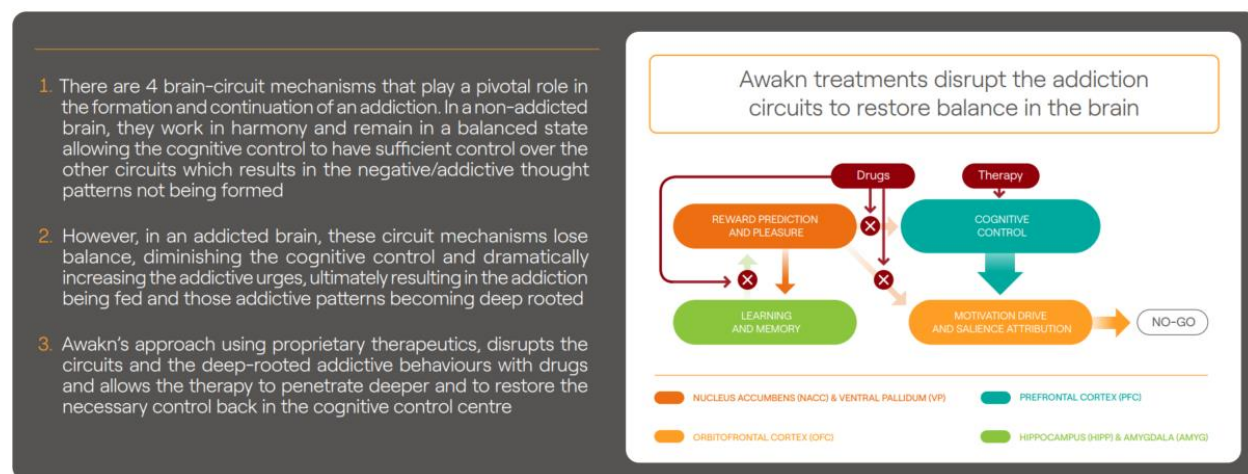 1. There are 4 brain-circuit mechanisms that play a pivotal role in
the formation and continuation of an addiction. In a non-addicted
brain, they work in harmony and remain in a balanced state
allowing the cognitive control to have sufficient control over the
other circuits which results in the negative/addictive thought
patterns not being formed
2. However, in an addicted brain, these circuit mechanisms lose
balance, diminishing the cognitive control and dramatically
increasing the addictive urges, ultimately resulting in the addiction
being fed and those addictive patterns becoming deep rooted
3. Awakn's approach using proprietary therapeutics, disrupts the
circuits and the deep-rooted addictive behaviours with drugs
and allows the therapy to penetrate deeper and to restore the
necessary control back in the cognitive control centre
Awakn treatments disrupt the addiction
circuits to restore balance in the brain
Drugs
Therapy
REWARD PREDICTION
AND PLEASURE
COGNITIVE
CONTROL
LEARNING
AND MEMORY
MOTIVATION DRIVE
AND SALIENCE ATTRIBUTION
NO-GO
NUCLEUS ACCUMBENS (NACC) & VENTRAL PALLIDUM (VP)
PREFRONTAL CORTEX (PFC)
ORBITOFRONTAL CORTEX (OFC)
HIPPOCAMPUS (HIPP) & AMYGDALA (AMYG)